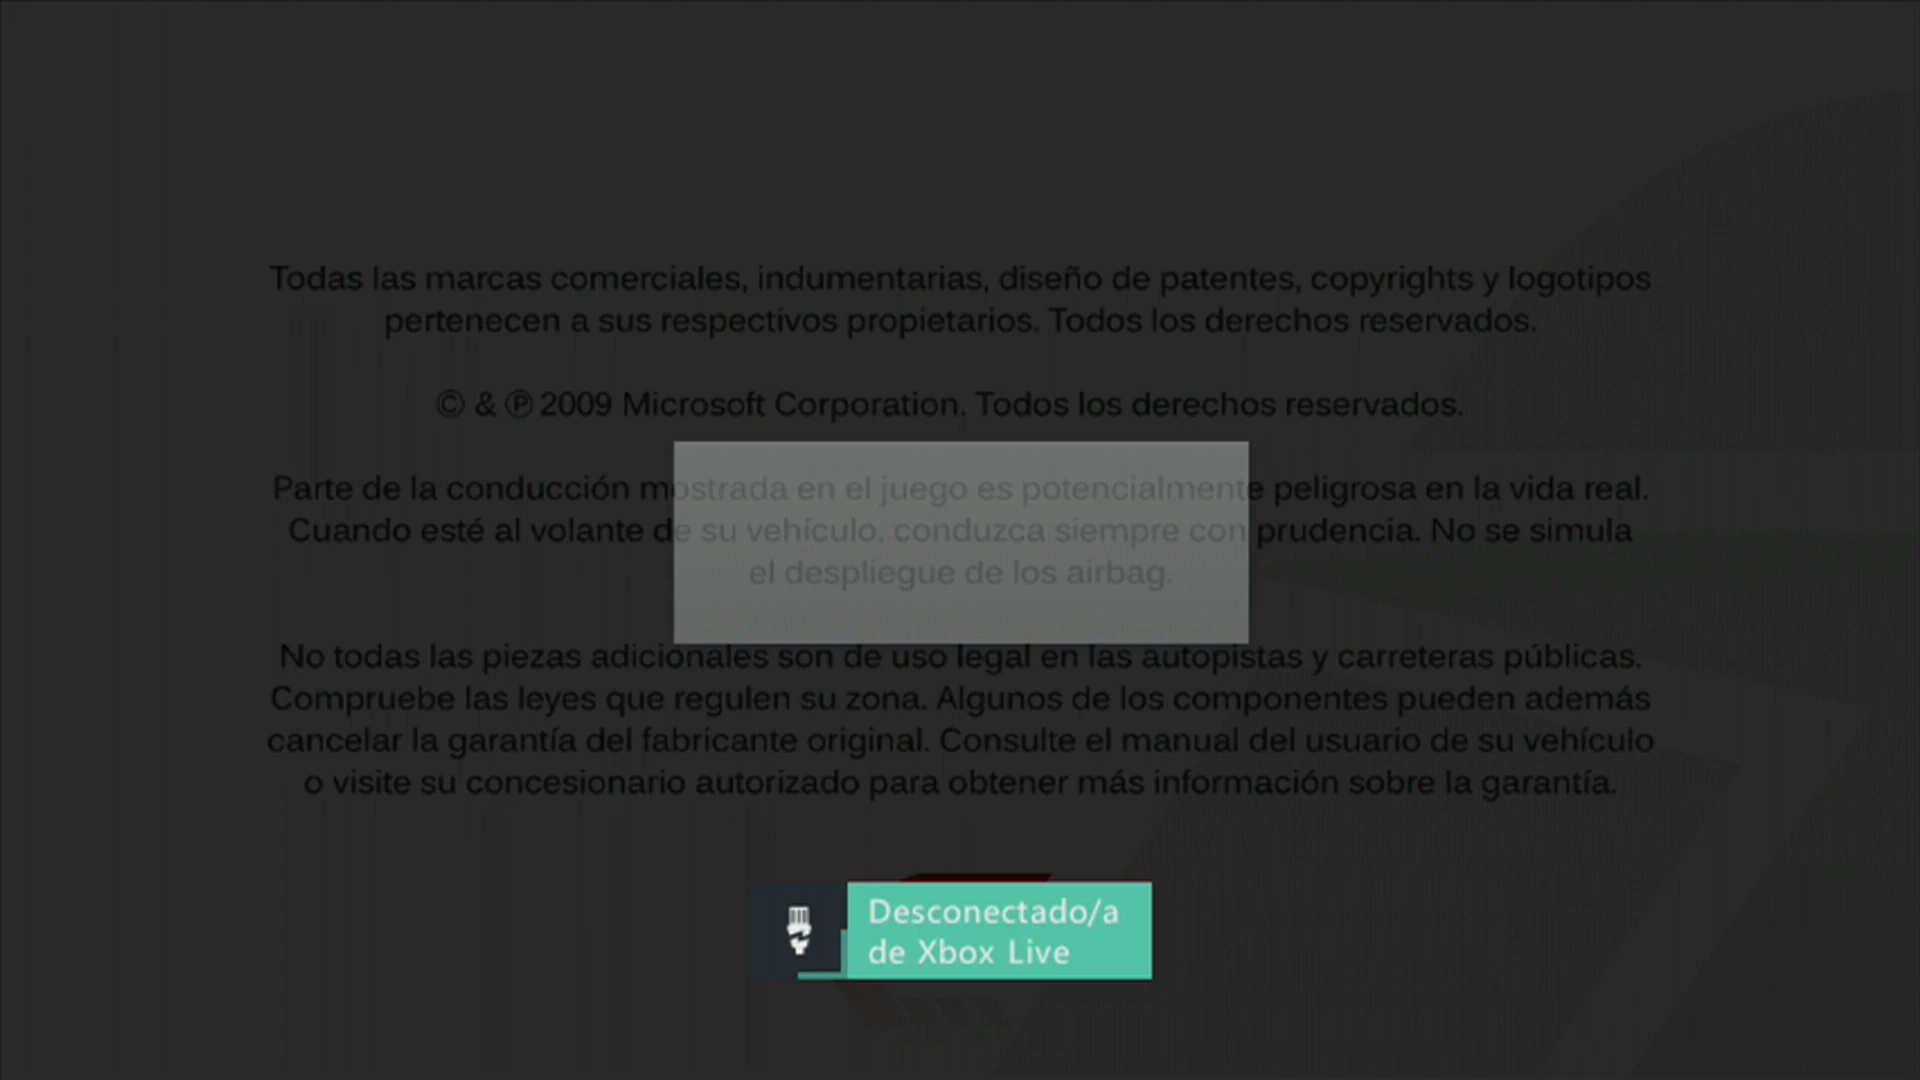 Todas las marcas comerciales, indumentarias, diseño de patentes, copyrights y logotipos
pertenecen a sus respectivos propietarios. Todos los derechos reservados.
© & ℗ 2009 Microsoft Corporation. Todos los derechos reservados.
Parte de la conducción mostrada en el juego es potencialmente peligrosa en la vida real.
Cuando esté al volante de su vehículo, conduzca siempre con prudencia. No se simula
el despliegue de los airbag.
No todas las piezas adicionales son de uso legal en las autopistas y carreteras públicas.
Compruebe las leyes que regulen su zona. Algunos de los componentes pueden además
cancelar la garantía del fabricante original. Consulte el manual del usuario de su vehículo
o visite su concesionario autorizado para obtener más información sobre la garantía.
Desconectado/a
de Xbox Live